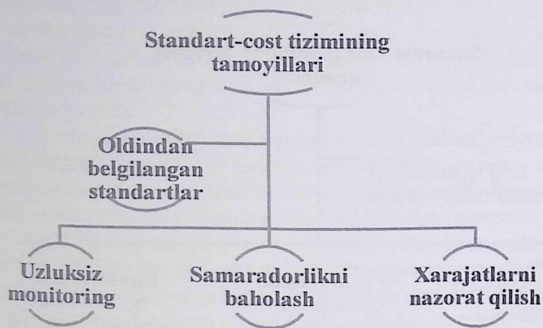 Standart-cost tizimining
tamoyillari
Oldindan
belgilangan
standartlar
Uzluksiz
monitoring
Samaradorlikni
baholash
Xarajatlarni
nazorat qilish